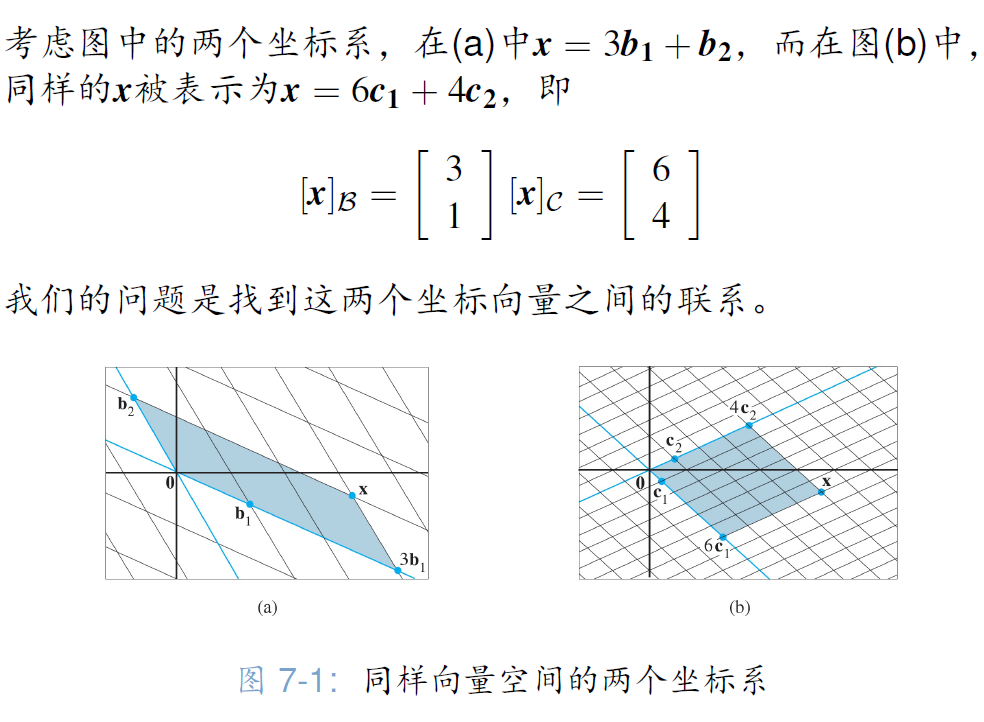 考虑图中的两个坐标系，在(a)中x = 3b₁ + b₂，而在图(b)中，
同样的x被表示为x = 6c₁ + 4c₂，即
[x]_B = [ 3 1 ] [x]_C = [ 6 4 ]
我们的问题是找到这两个坐标向量之间的联系。
b₂
0
b₁
x
3b₁
(a)
4c₂
c₂
0
c₁
x
6c₁
(b)
图 7-1: 同样向量空间的两个坐标系